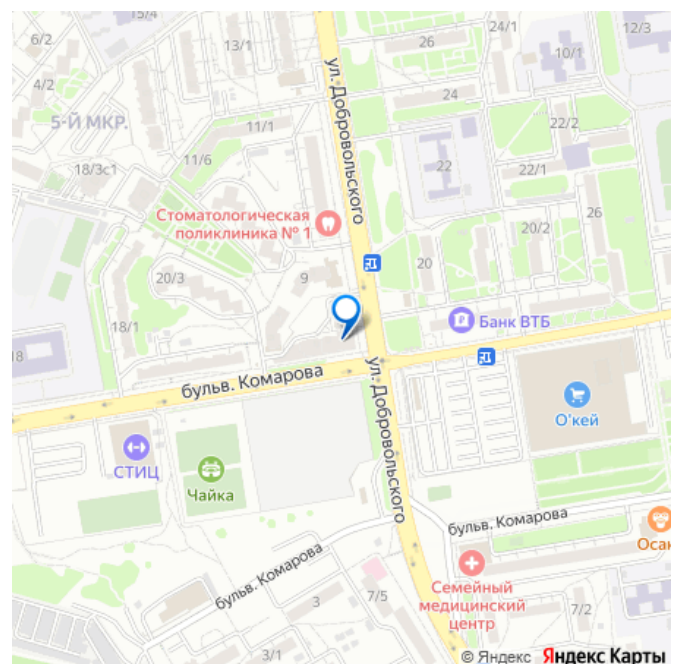 24/1
12/3
6/2
13/1
26
10/1
4/2
24
5-Й МКР.
11/1
22/2
11/6
18/3с1
22
22/1
ул. Добровольского
Стоматологическая
поликлиника № 1
26
20/2
20/3
9
20
18/1
Банк ВТБ
18
бульв. Комарова
ул. Добровольского
О'кей
СТИЦ
Чайка
бульв. Комарова
Осак
бульв. Комарова
Семейный
медицинский
центр
3
7/5
7/2
3/1
© Яндекс Яндекс Карты